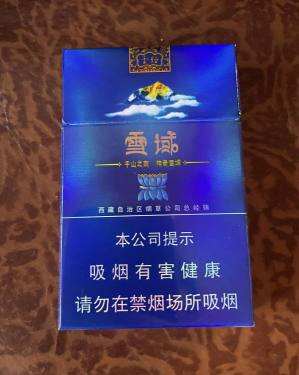 雪域
千山之高 神奇雪域
西藏自治区烟草公司总经销
本公司提示
吸烟有害健康
请勿在禁烟场所吸烟